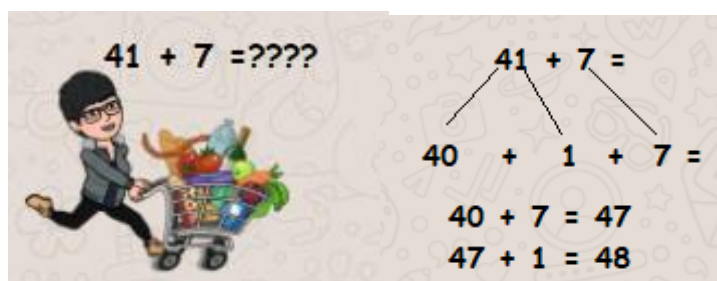 41 + 7 =????
41 + 7 =
40 + 1 + 7 =
40 + 7 = 47
47 + 1 = 48